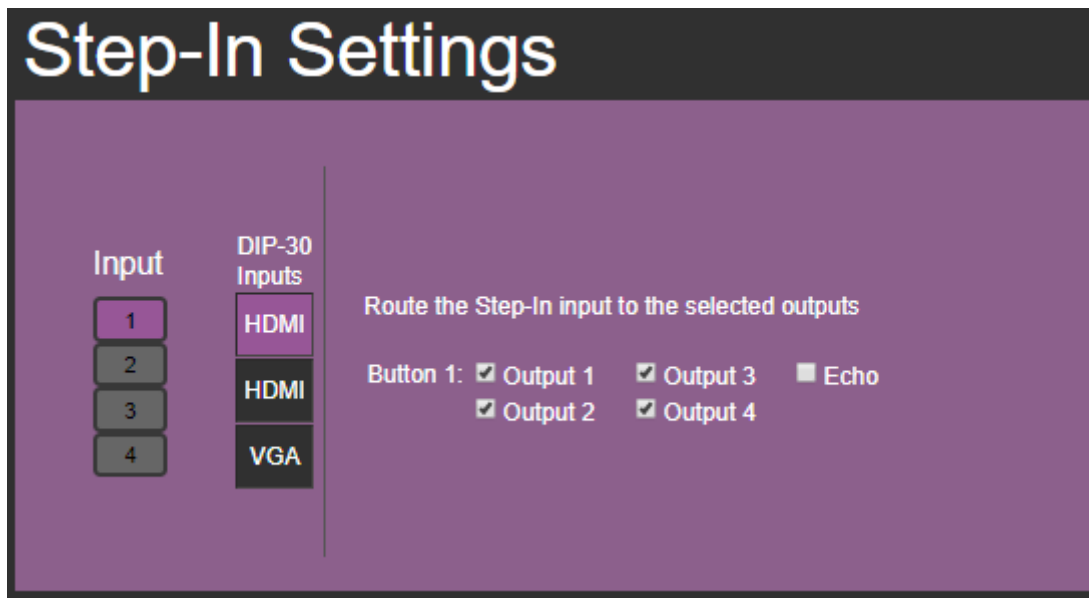 Step-In Settings
Input
1
2
3
4
DIP-30
Inputs
HDMI
HDMI
VGA
Route the Step-In input to the selected outputs
Button 1: Output 1 Output 3 Echo
Output 2 Output 4